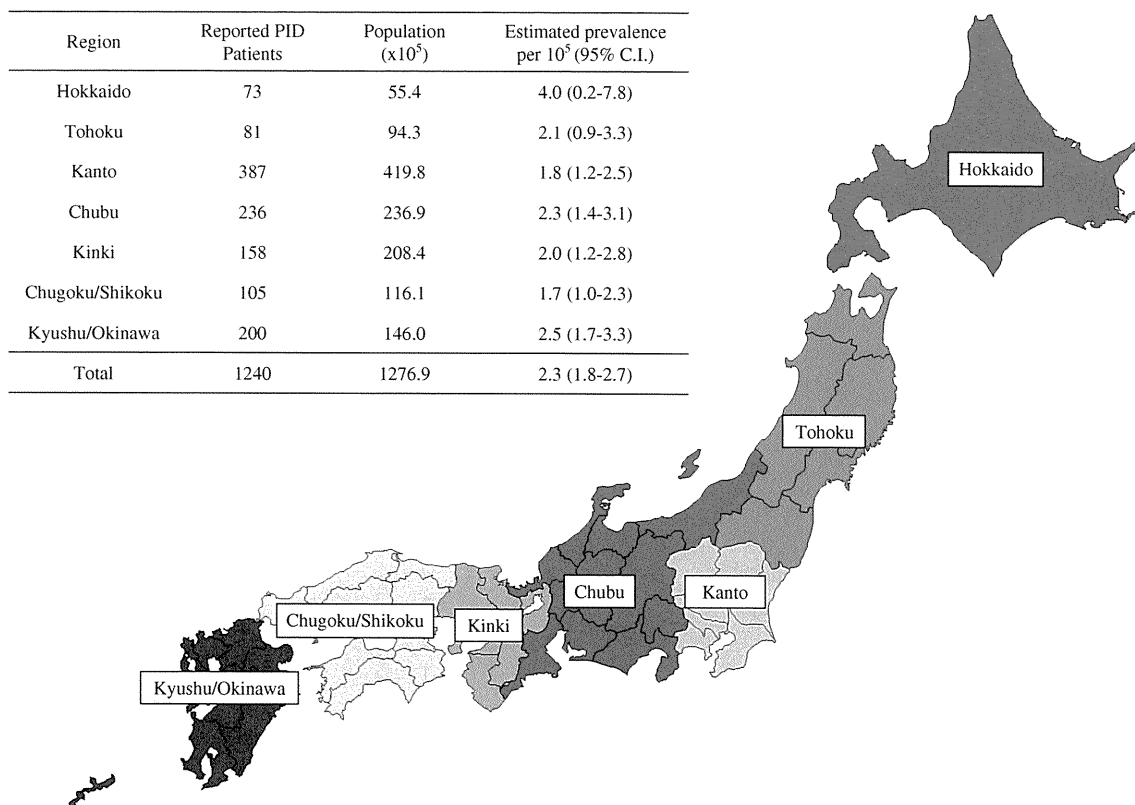 Region Reported PID Patients Population (x10⁵) Estimated prevalence per 10⁵ (95% C.I.)
Hokkaido 73 55.4 4.0 (0.2-7.8)
Tohoku 81 94.3 2.1 (0.9-3.3)
Kanto 387 419.8 1.8 (1.2-2.5)
Chubu 236 236.9 2.3 (1.4-3.1)
Kinki 158 208.4 2.0 (1.2-2.8)
Chugoku/Shikoku 105 116.1 1.7 (1.0-2.3)
Kyushu/Okinawa 200 146.0 2.5 (1.7-3.3)
Total 1240 1276.9 2.3 (1.8-2.7)
Hokkaido
Tohoku
Chubu
Kanto
Chugoku/Shikoku
Kinki
Kyushu/Okinawa